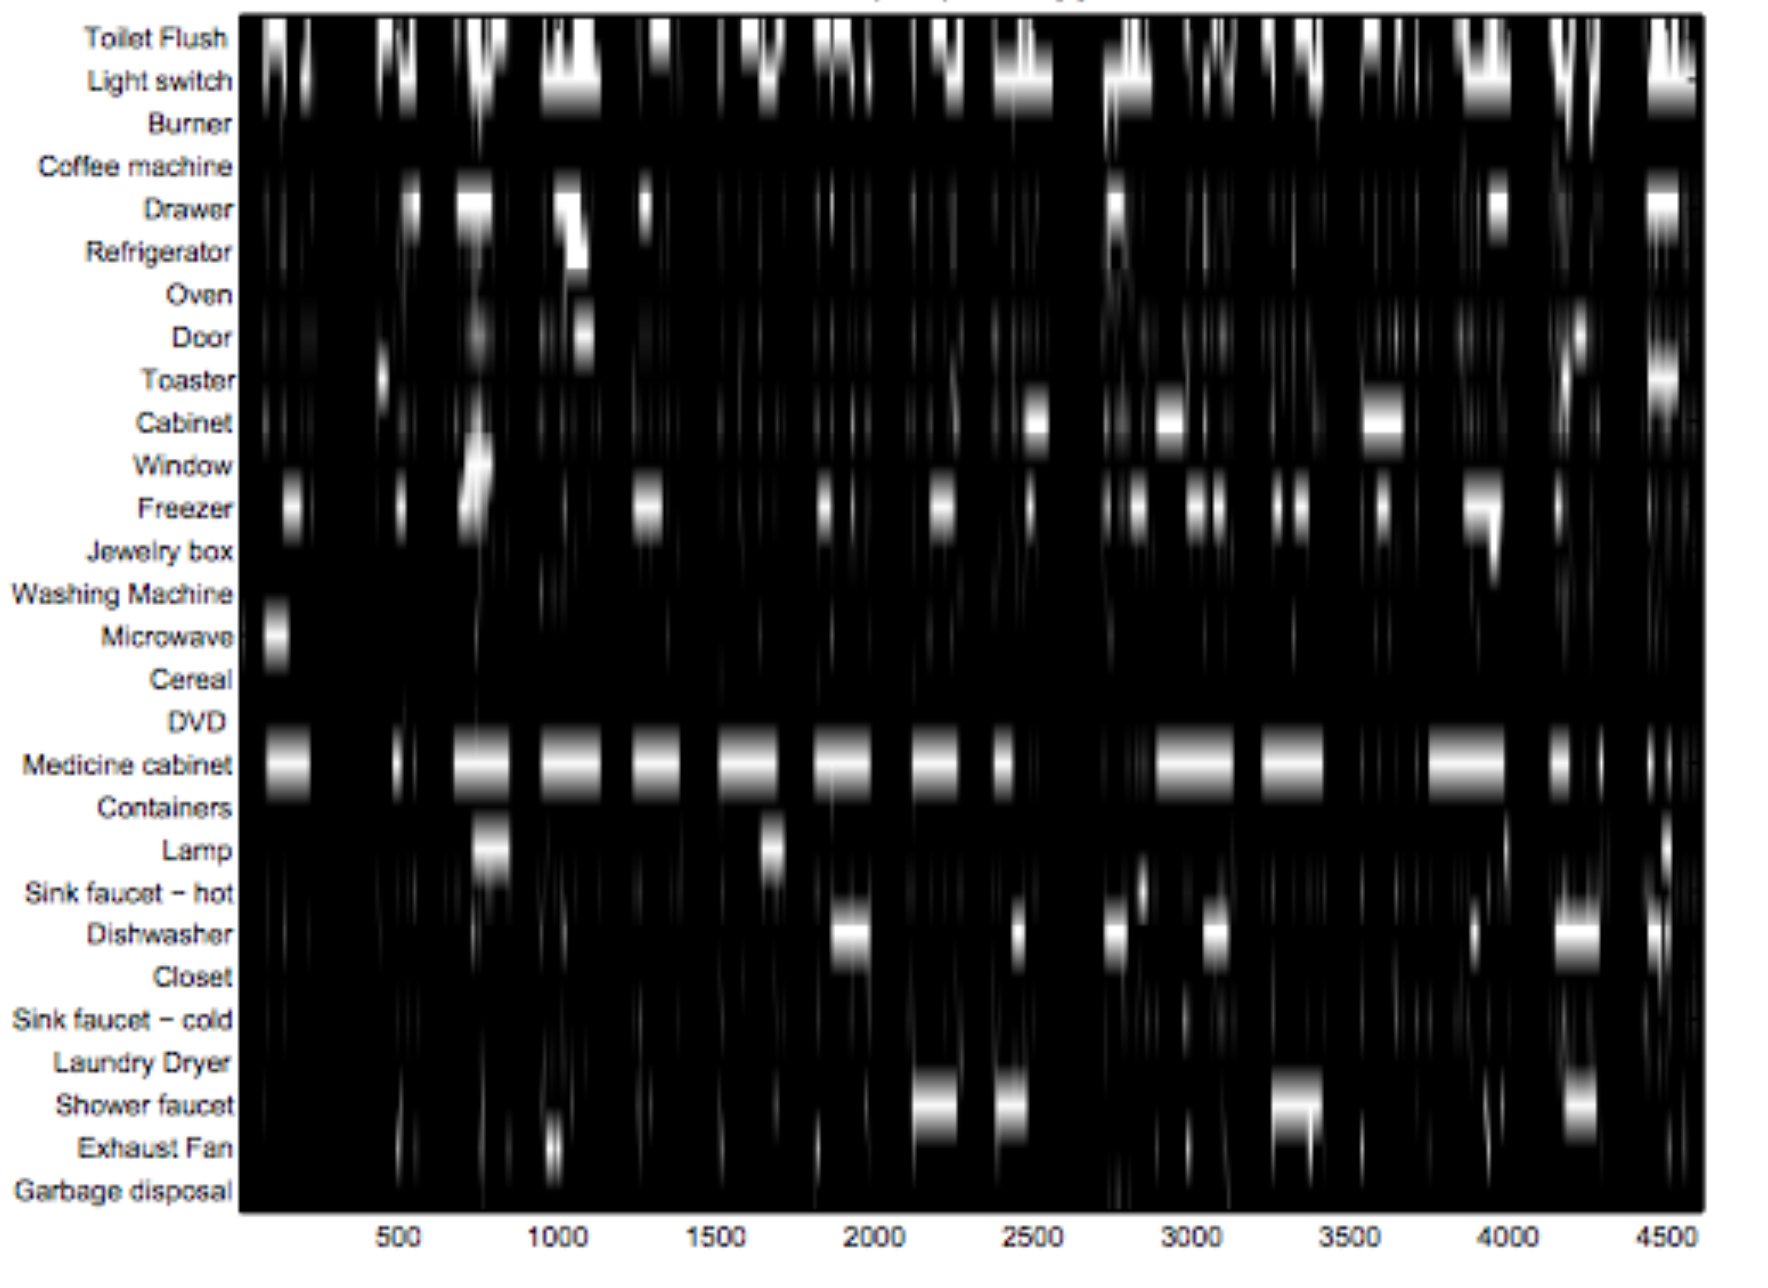 Toilet Flush
Light switch
Burner
Coffee machine
Drawer
Refrigerator
Oven
Door
Toaster
Cabinet
Window
Freezer
Jewelry box
Washing Machine
Microwave
Cereal
DVD
Medicine cabinet
Containers
Lamp
Sink faucet − hot
Dishwasher
Closet
Sink faucet − cold
Laundry Dryer
Shower faucet
Exhaust Fan
Garbage disposal
500 1000 1500 2000 2500 3000 3500 4000 4500